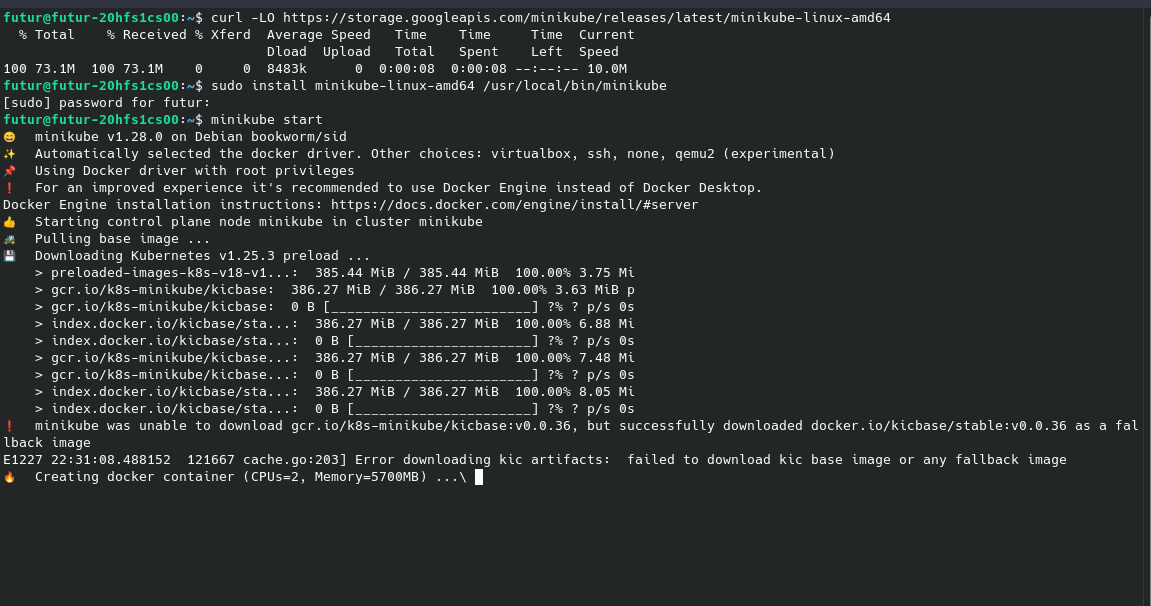 futur@futur-20hfs1cs00:~$ curl -LO https://storage.googleapis.com/minikube/releases/latest/minikube-linux-amd64
  % Total    % Received % Xferd  Average Speed   Time    Time     Time  Current
                                 Dload  Upload   Total   Spent    Left  Speed
100 73.1M  100 73.1M    0     0  8483k      0  0:00:08  0:00:08 --:--:-- 10.0M
futur@futur-20hfs1cs00:~$ sudo install minikube-linux-amd64 /usr/local/bin/minikube
[sudo] password for futur:
futur@futur-20hfs1cs00:~$ minikube start
😄  minikube v1.28.0 on Debian bookworm/sid
✨  Automatically selected the docker driver. Other choices: virtualbox, ssh, none, qemu2 (experimental)
📌  Using Docker driver with root privileges
❗  For an improved experience it's recommended to use Docker Engine instead of Docker Desktop.
Docker Engine installation instructions: https://docs.docker.com/engine/install/#server
👍  Starting control plane node minikube in cluster minikube
🚜  Pulling base image ...
💾  Downloading Kubernetes v1.25.3 preload ...
    > preloaded-images-k8s-v18-v1...:  385.44 MiB / 385.44 MiB  100.00% 3.75 Mi
    > gcr.io/k8s-minikube/kicbase:  386.27 MiB / 386.27 MiB  100.00% 3.63 MiB p
    > gcr.io/k8s-minikube/kicbase:  0 B [_________________________] ?% ? p/s 0s
    > index.docker.io/kicbase/sta...:  386.27 MiB / 386.27 MiB  100.00% 6.88 Mi
    > index.docker.io/kicbase/sta...:  0 B [______________________] ?% ? p/s 0s
    > gcr.io/k8s-minikube/kicbase...:  386.27 MiB / 386.27 MiB  100.00% 7.48 Mi
    > gcr.io/k8s-minikube/kicbase...:  0 B [______________________] ?% ? p/s 0s
    > index.docker.io/kicbase/sta...:  386.27 MiB / 386.27 MiB  100.00% 8.05 Mi
    > index.docker.io/kicbase/sta...:  0 B [______________________] ?% ? p/s 0s
❗  minikube was unable to download gcr.io/k8s-minikube/kicbase:v0.0.36, but successfully downloaded docker.io/kicbase/stable:v0.0.36 as a fal
lback image
E1227 22:31:08.488152  121667 cache.go:203] Error downloading kic artifacts:  failed to download kic base image or any fallback image
🔥  Creating docker container (CPUs=2, Memory=5700MB) ...\